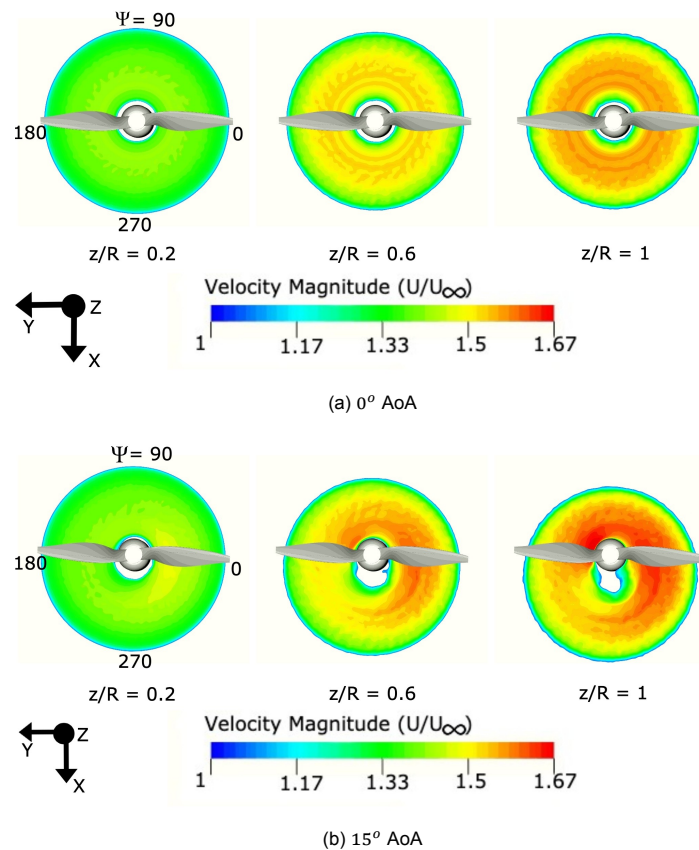 Ψ = 90
180
0
270
z/R = 0.2
z/R = 0.6
z/R = 1
Y
Z
X
Velocity Magnitude (U/U∞)
1 1.17 1.33 1.5 1.67
(a) 0° AoA
Ψ = 90
180
0
270
z/R = 0.2
z/R = 0.6
z/R = 1
Y
Z
X
Velocity Magnitude (U/U∞)
1 1.17 1.33 1.5 1.67
(b) 15° AoA